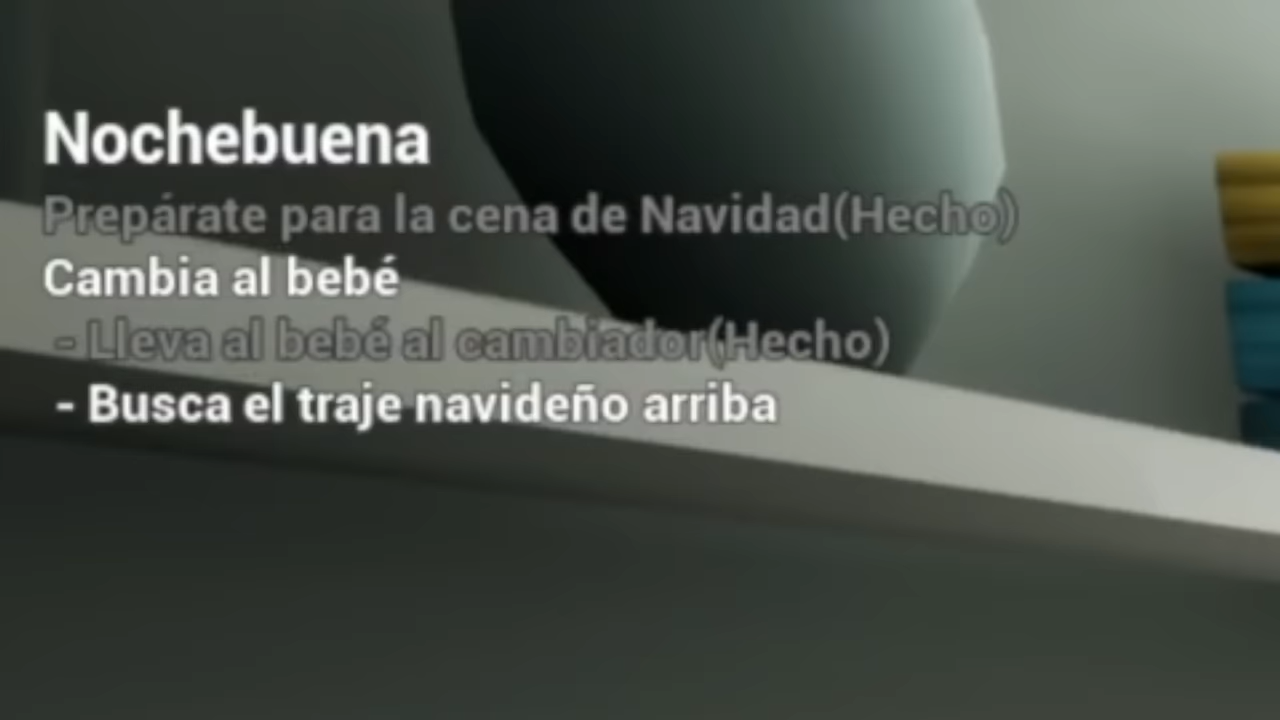 Nochebuena
Prepárate para la cena de Navidad(Hecho)
Cambia al bebé
- Lleva al bebé al cambiador(Hecho)
- Busca el traje navideño arriba